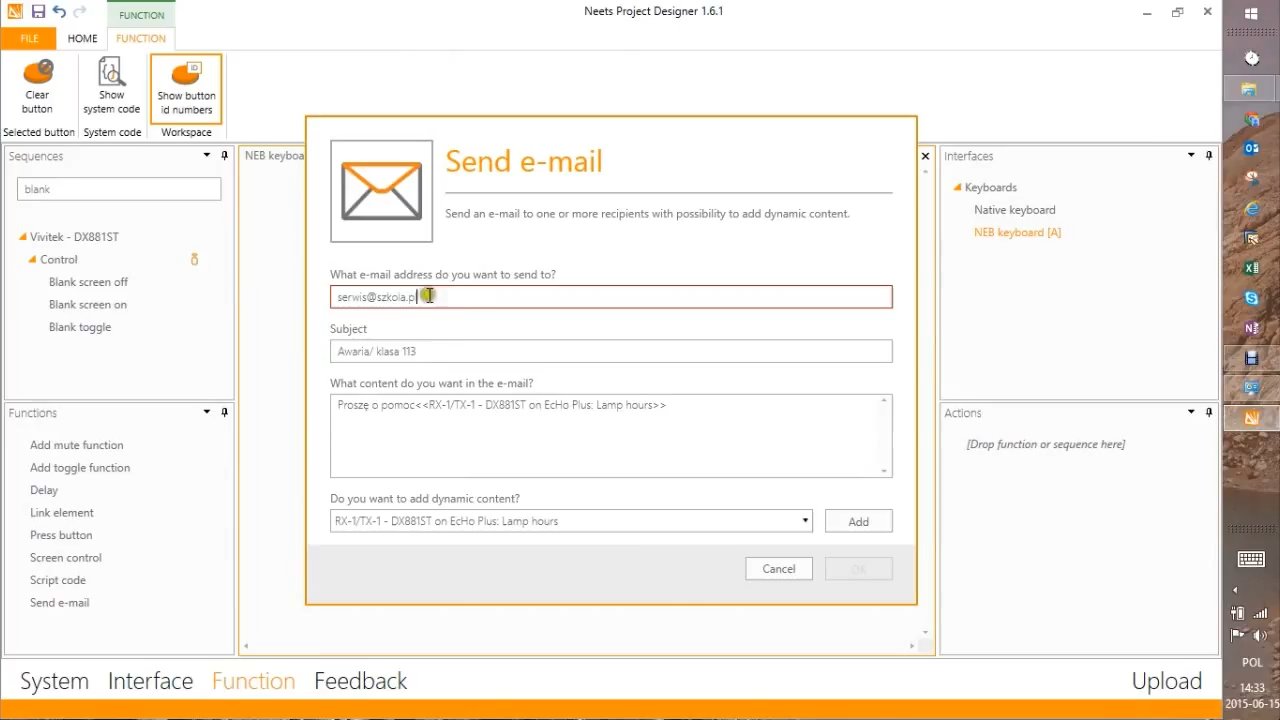 FUNCTION
Neets Project Designer 1.6.1
FILE
HOME
FUNCTION
Clear button
Show system code
ID
Show button id numbers
Selected button
System code
Workspace
Sequences
blank
Vivitek - DX881ST
Control
Blank screen off
Blank screen on
Blank toggle
Functions
Add mute function
Add toggle function
Delay
Link element
Press button
Screen control
Script code
Send e-mail
NEB keyboa
Send e-mail
Send an e-mail to one or more recipients with possibility to add dynamic content.
What e-mail address do you want to send to?
serwis@szkola.p
Subject
Awaria/ klasa 113
What content do you want in the e-mail?
Proszę o pomoc<<RX-1/TX-1 - DX881ST on EcHo Plus: Lamp hours>>
Do you want to add dynamic content?
RX-1/TX-1 - DX881ST on EcHo Plus: Lamp hours
Add
Cancel
OK
Interfaces
Keyboards
Native keyboard
NEB keyboard [A]
Actions
[Drop function or sequence here]
System
Interface
Function
Feedback
Upload
POL
14:33
2015-06-15